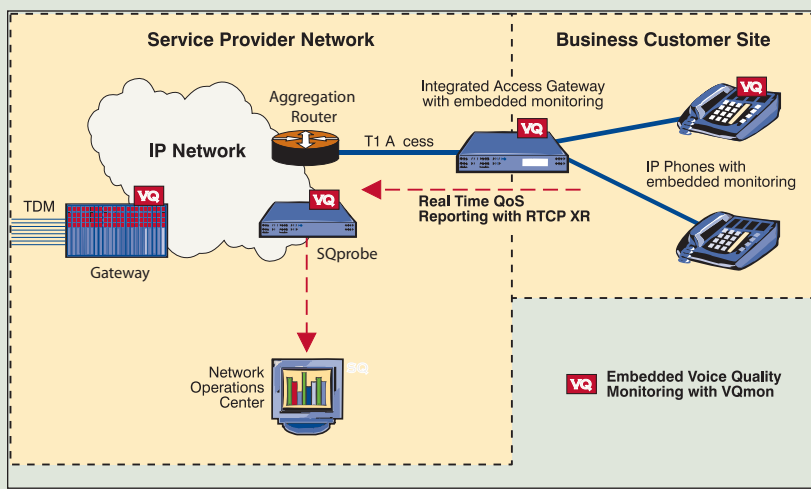 Service Provider Network
Business Customer Site
Integrated Access Gateway
with embedded monitoring
VQ
VQ
Aggregation
Router
IP Network
T1 A cess
IP Phones with
embedded monitoring
VQ
VQ
Real Time QoS
Reporting with RTCP XR
TDM
SQprobe
Gateway
Network
Operations
Center
VQ
Embedded Voice Quality
Monitoring with VQmon